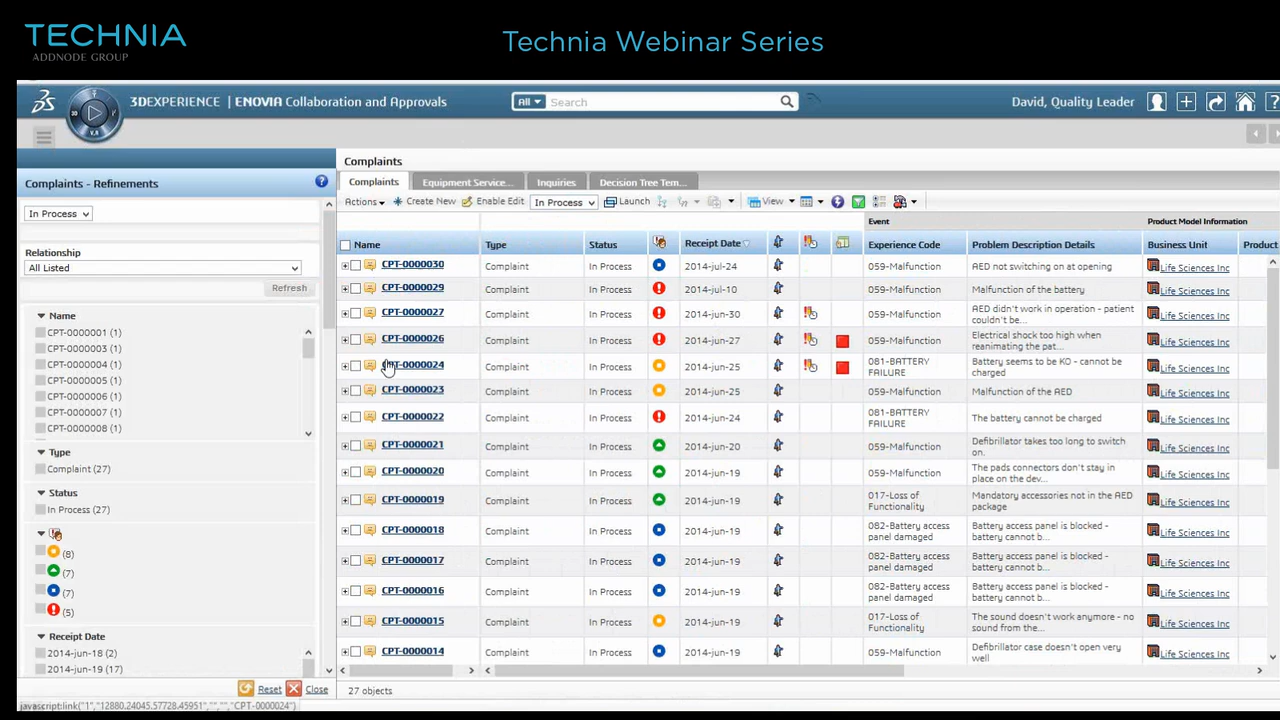 TECHNIA
ADDNODE GROUP
Technia Webinar Series
3DEXPERIENCE | ENOVIA Collaboration and Approvals
All
Search
David, Quality Leader
3D
V.R
Complaints - Refinements
In Process
Relationship
All Listed
Refresh
Name
CPT-0000001 (1)
CPT-0000003 (1)
CPT-0000004 (1)
CPT-0000005 (1)
CPT-0000006 (1)
CPT-0000007 (1)
CPT-0000008 (1)
Type
Complaint (27)
Status
In Process (27)
(8)
(7)
(7)
(5)
Receipt Date
2014-jun-18 (2)
2014-jun-19 (17)
Reset Close
javascript:link("1","12880.24045.57728.45951","","","CPT-0000024")
Complaints
Complaints Equipment Service... Inquiries Decision Tree Tem...
Actions Create New Enable Edit In Process Launch View
Event Product Model Information
Name Type Status Receipt Date Experience Code Problem Description Details Business Unit Product
CPT-0000030 Complaint In Process 2014-jul-24 059-Malfunction AED not switching on at opening Life Sciences Inc
CPT-0000029 Complaint In Process 2014-jul-10 059-Malfunction Malfunction of the battery Life Sciences Inc
CPT-0000027 Complaint In Process 2014-jun-30 059-Malfunction AED didn't work in operation - patient couldn't be... Life Sciences Inc
CPT-0000026 Complaint In Process 2014-jun-27 059-Malfunction Electrical shock too high when reanimating the pat... Life Sciences Inc
CPT-0000024 Complaint In Process 2014-jun-25 081-BATTERY FAILURE Battery seems to be KO - cannot be charged Life Sciences Inc
CPT-0000023 Complaint In Process 2014-jun-25 059-Malfunction Malfunction of the AED Life Sciences Inc
CPT-0000022 Complaint In Process 2014-jun-24 081-BATTERY FAILURE The battery cannot be charged Life Sciences Inc
CPT-0000021 Complaint In Process 2014-jun-20 059-Malfunction Defibrillator takes too long to switch on. Life Sciences Inc
CPT-0000020 Complaint In Process 2014-jun-19 059-Malfunction The pads connectors don't stay in place on the dev... Life Sciences Inc
CPT-0000019 Complaint In Process 2014-jun-19 017-Loss of Functionality Mandatory accessories not in the AED package Life Sciences Inc
CPT-0000018 Complaint In Process 2014-jun-19 082-Battery access panel damaged Battery access panel is blocked - battery cannot b... Life Sciences Inc
CPT-0000017 Complaint In Process 2014-jun-19 082-Battery access panel damaged Battery access panel is blocked - battery cannot b... Life Sciences Inc
CPT-0000016 Complaint In Process 2014-jun-19 082-Battery access panel damaged Battery access panel is blocked - battery cannot b... Life Sciences Inc
CPT-0000015 Complaint In Process 2014-jun-19 017-Loss of Functionality The sound doesn't work anymore - no sound from the... Life Sciences Inc
CPT-0000014 Complaint In Process 2014-jun-19 059-Malfunction Defibrillator case doesn't open very well Life Sciences Inc
27 objects